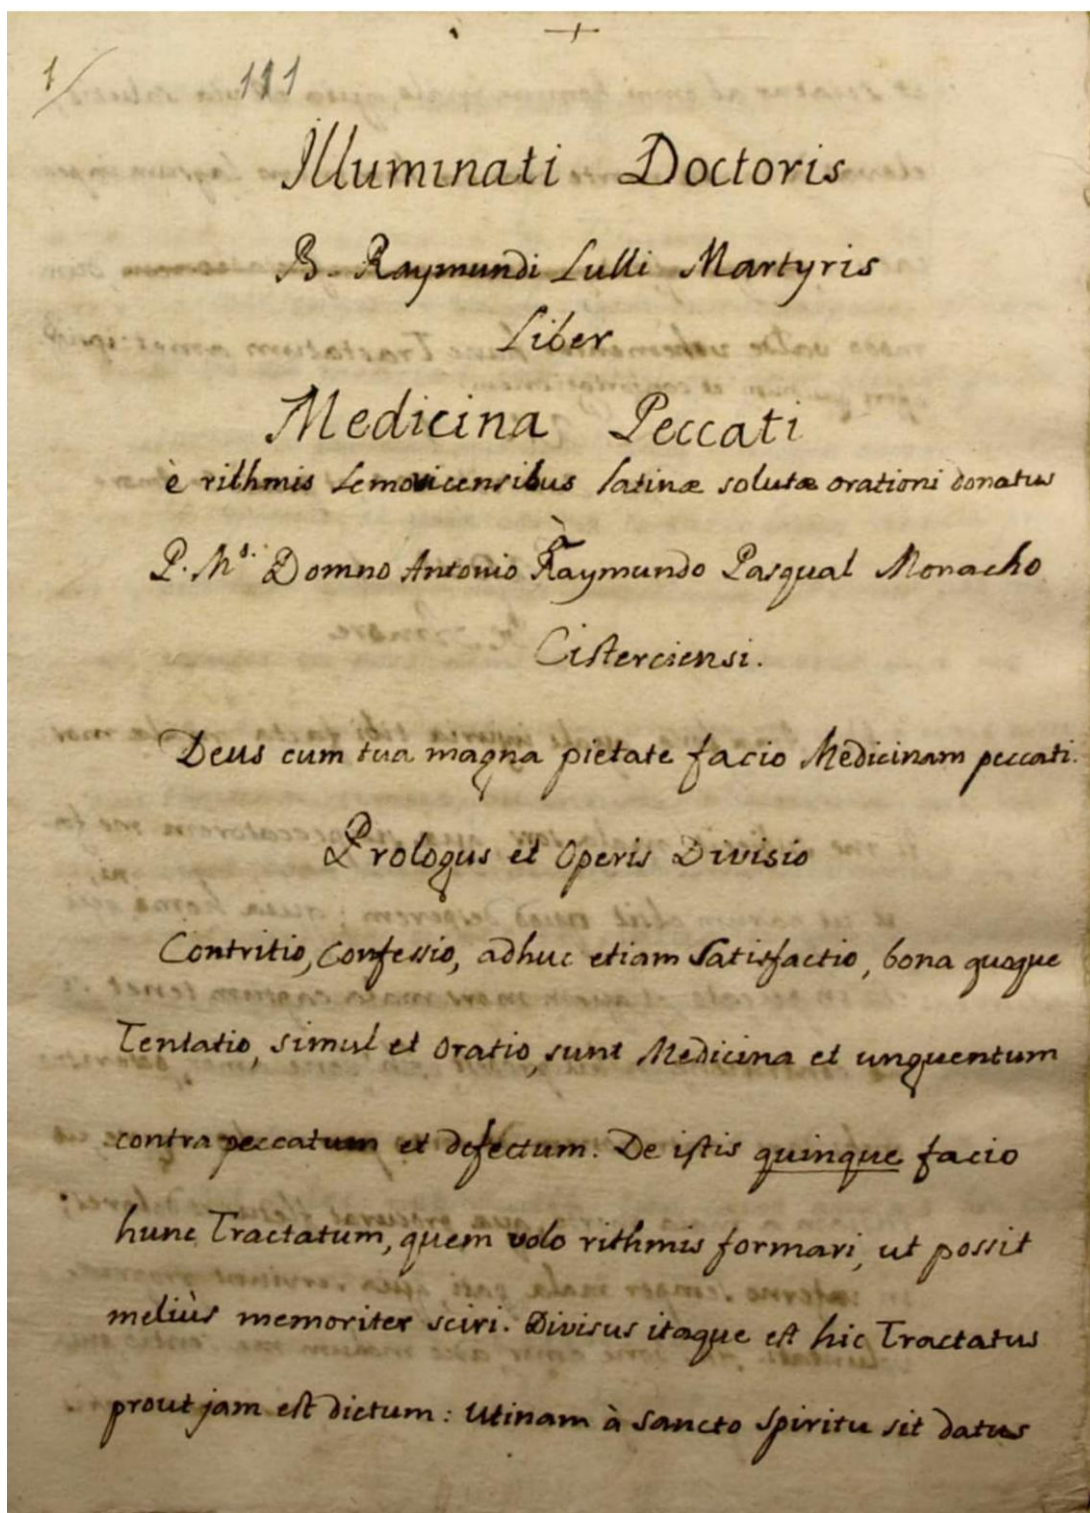 1/ 111
Illuminati Doctoris
B. Raymundi Lulli Martyris
Liber
Medicina Peccati
è rithmis Lemovicensibus latinæ solutæ orationi donatus
à
P. Mº. Domno Antonio Raymundo Pasqual Monacho
Cisterciensi.
Deus cum tua magna pietate facio Medicinam peccati.
Prologus et Operis Divisio
Contritio, Confessio, adhuc etiam Satisfactio, bona quoque
Tentatio, simul et Oratio, sunt Medicina et unguentum
contra peccatum et defectum. De istis quinque facio
hunc Tractatum, quem volo rithmis formari, ut possit
meliùs memoriter sciri. Divisus itaque est hic Tractatus
prout jam est dictum: Utinam à Sancto Spiritu sit datus